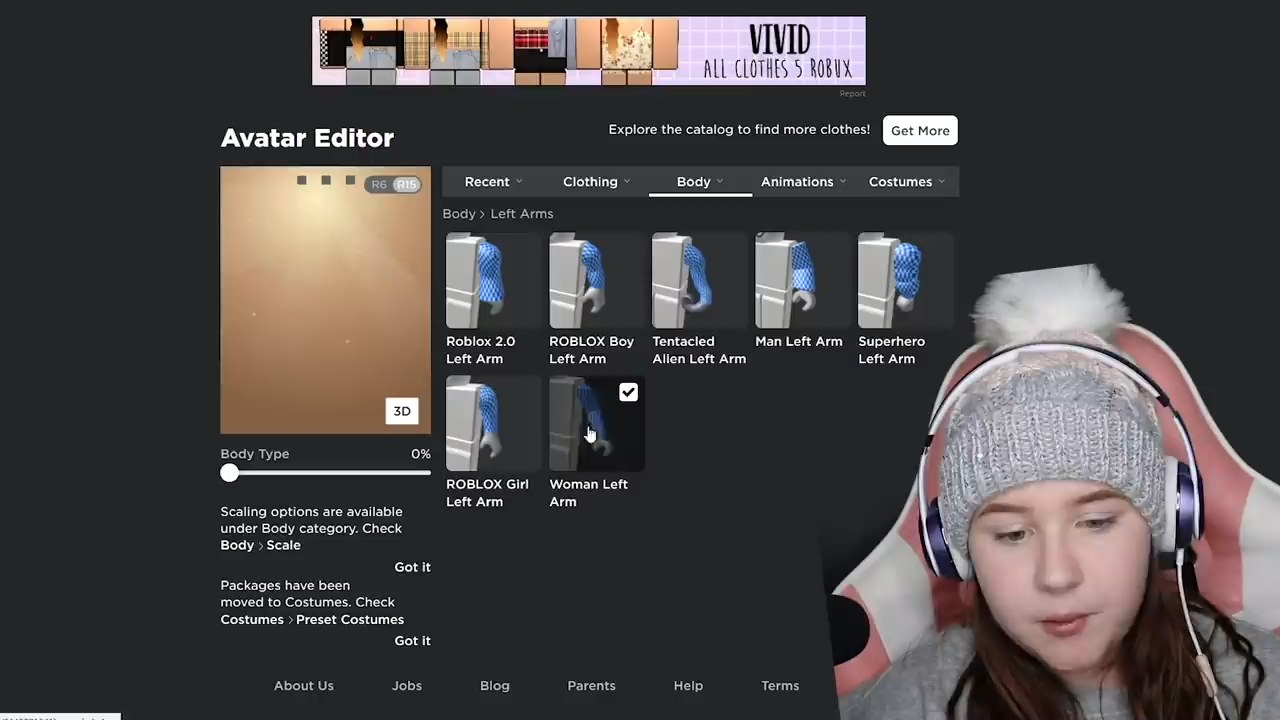 VIVID
ALL CLOTHES 5 ROBUX
Report
Avatar Editor
Explore the catalog to find more clothes!
Get More
R6 R15
Recent
Clothing
Body
Animations
Costumes
Body > Left Arms
Roblox 2.0
Left Arm
ROBLOX Boy
Left Arm
Tentacled
Alien Left Arm
Man Left Arm
Superhero
Left Arm
3D
ROBLOX Girl
Left Arm
Woman Left
Arm
Body Type 0%
Scaling options are available
under Body category. Check
Body > Scale
Got it
Packages have been
moved to Costumes. Check
Costumes > Preset Costumes
Got it
About Us
Jobs
Blog
Parents
Help
Terms